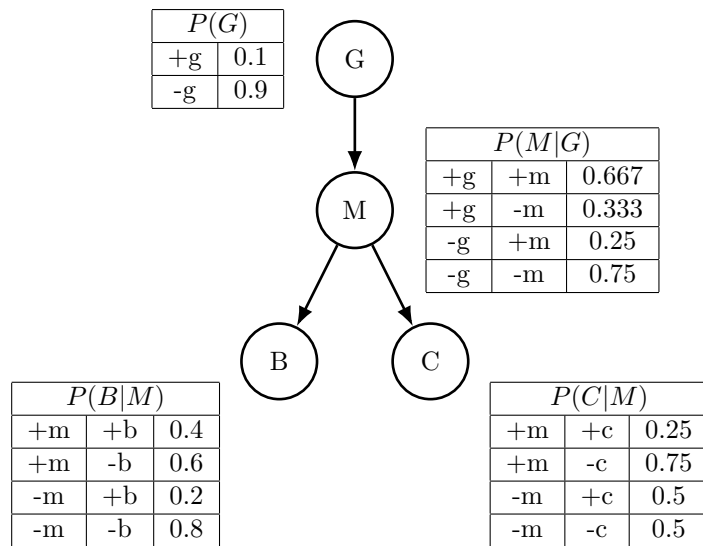 P(G)
+g 0.1
-g 0.9
G
P(M|G)
+g +m 0.667
+g -m 0.333
-g +m 0.25
-g -m 0.75
M
B
C
P(B|M)
+m +b 0.4
+m -b 0.6
-m +b 0.2
-m -b 0.8
P(C|M)
+m +c 0.25
+m -c 0.75
-m +c 0.5
-m -c 0.5